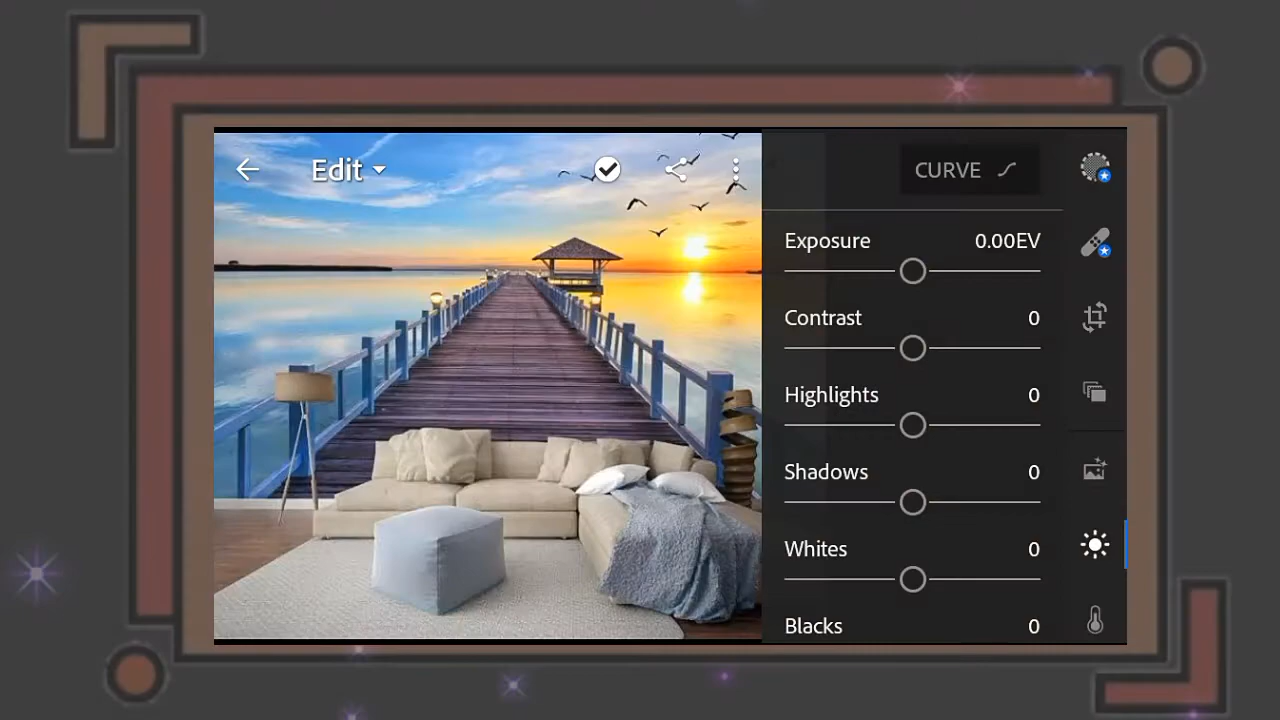 Edit
CURVE
Exposure 0.00EV
Contrast 0
Highlights 0
Shadows 0
Whites 0
Blacks 0